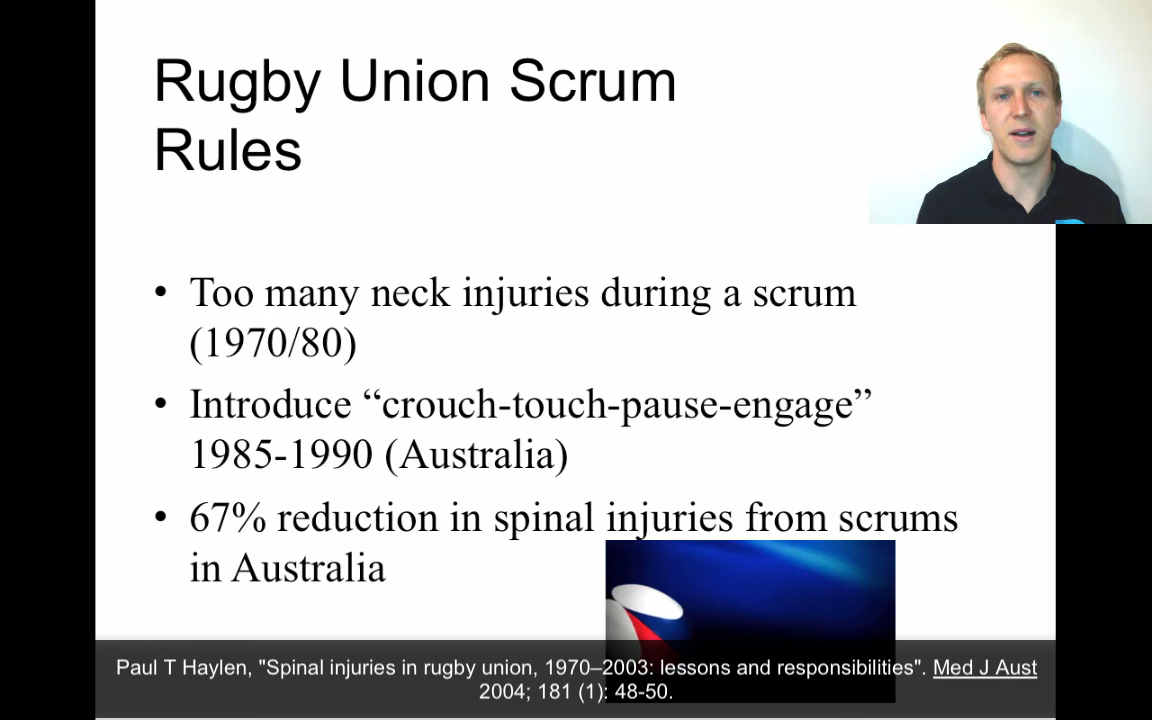 Rugby Union Scrum
Rules
• Too many neck injuries during a scrum
(1970/80)
• Introduce “crouch-touch-pause-engage”
1985-1990 (Australia)
• 67% reduction in spinal injuries from scrums
in Australia
Paul T Haylen, "Spinal injuries in rugby union, 1970–2003: lessons and responsibilities". Med J Aust
2004; 181 (1): 48-50.